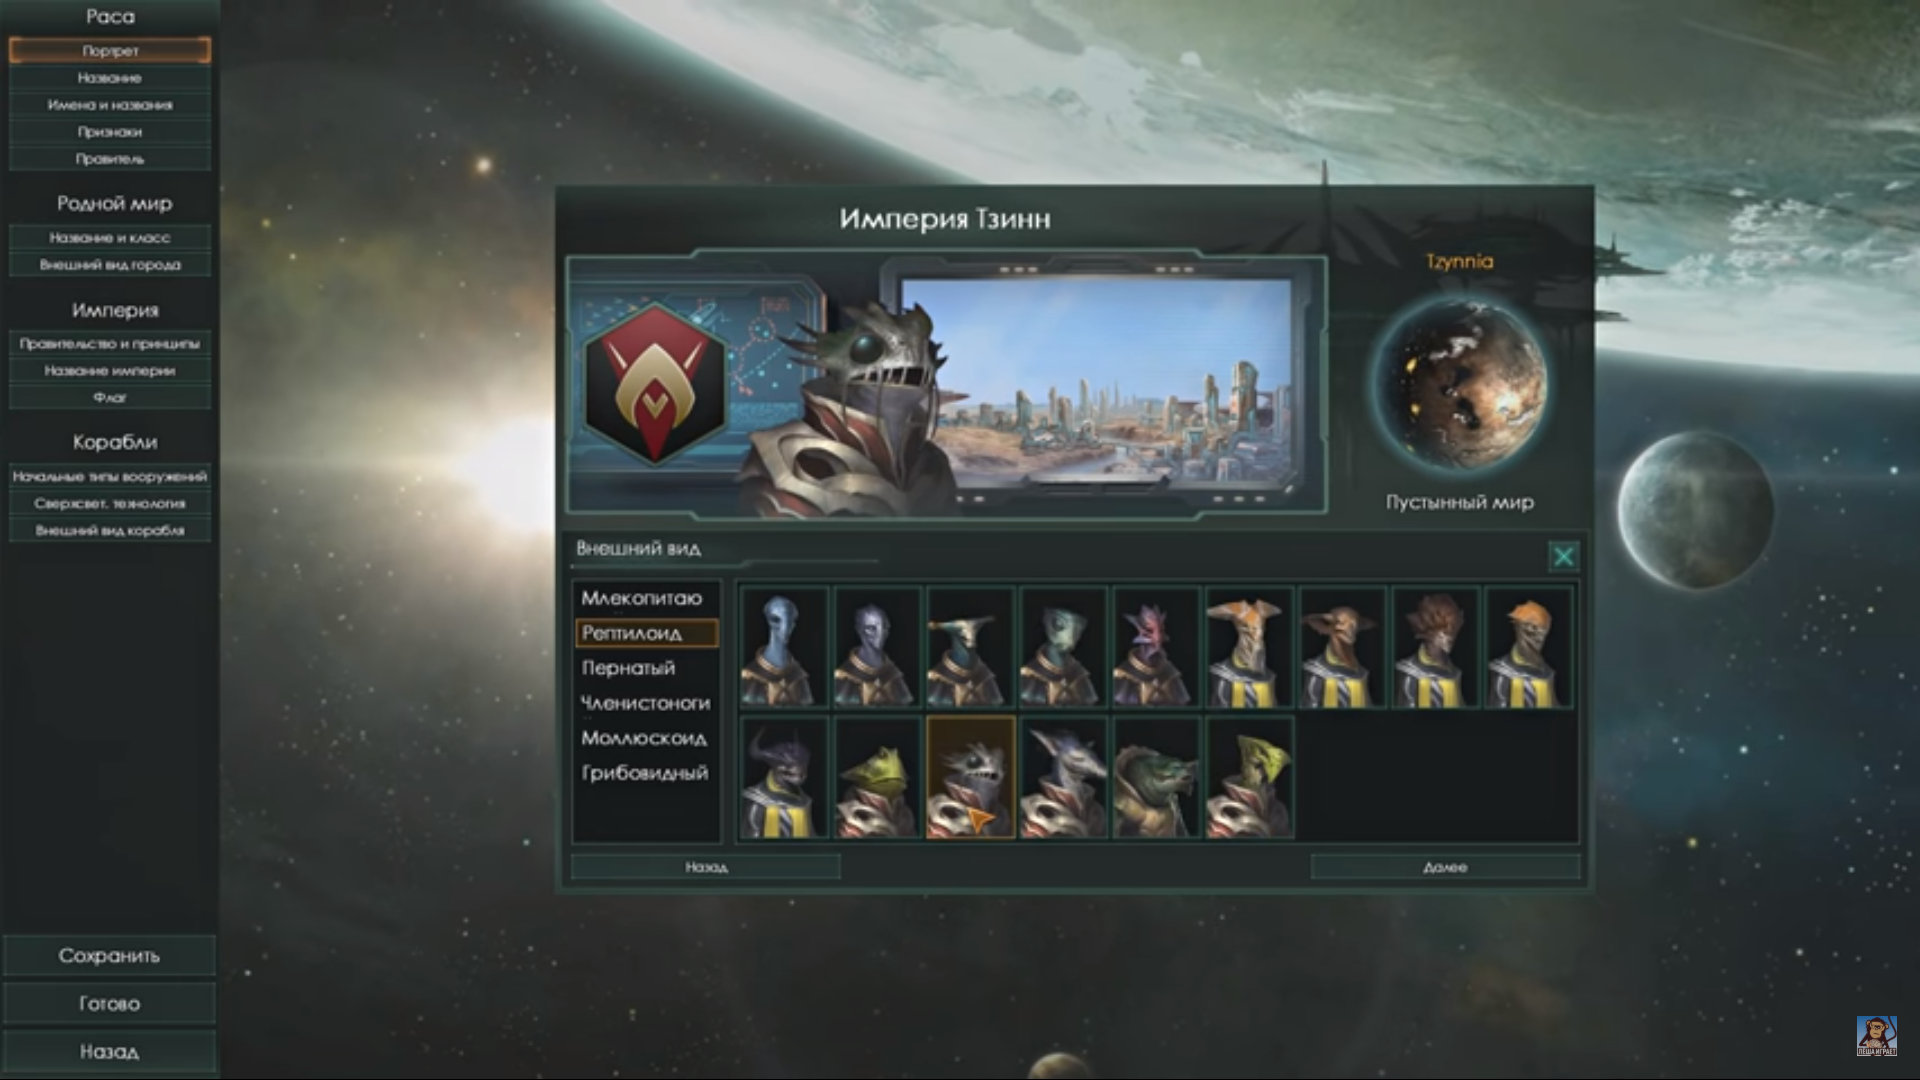 Раса
Портрет
Название
Имена и названия
Признаки
Правитель
Родной мир
Название и класс
Внешний вид города
Империя
Правительство и принципы
Название империи
Флаг
Корабли
Начальные типы вооружений
Сверхсвет. технология
Внешний вид корабля
Сохранить
Готово
Назад
Империя Тзинн
Tzynnia
Пустынный мир
Внешний вид
Млекопитаю
Рептилоид
Пернатый
Членистоноги
Моллюскоид
Грибовидный
Назад
Далее
ЛЁША ИГРАЕТ